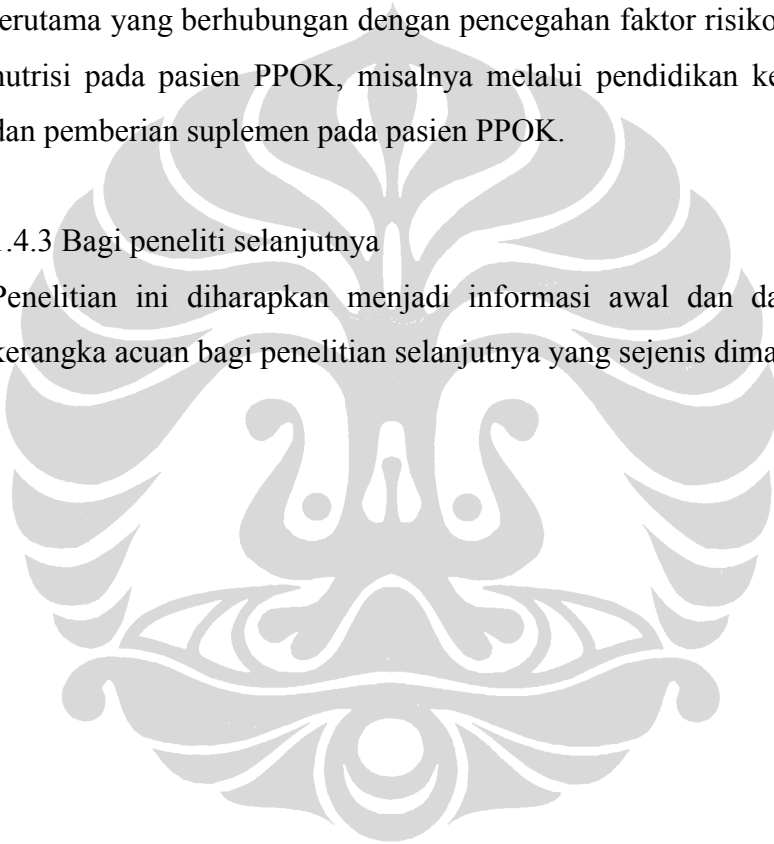 erutama yang berhubungan dengan pencegahan faktor risiko
nutrisi pada pasien PPOK, misalnya melalui pendidikan ke
dan pemberian suplemen pada pasien PPOK.
1.4.3 Bagi peneliti selanjutnya
Penelitian ini diharapkan menjadi informasi awal dan da
kerangka acuan bagi penelitian selanjutnya yang sejenis dima